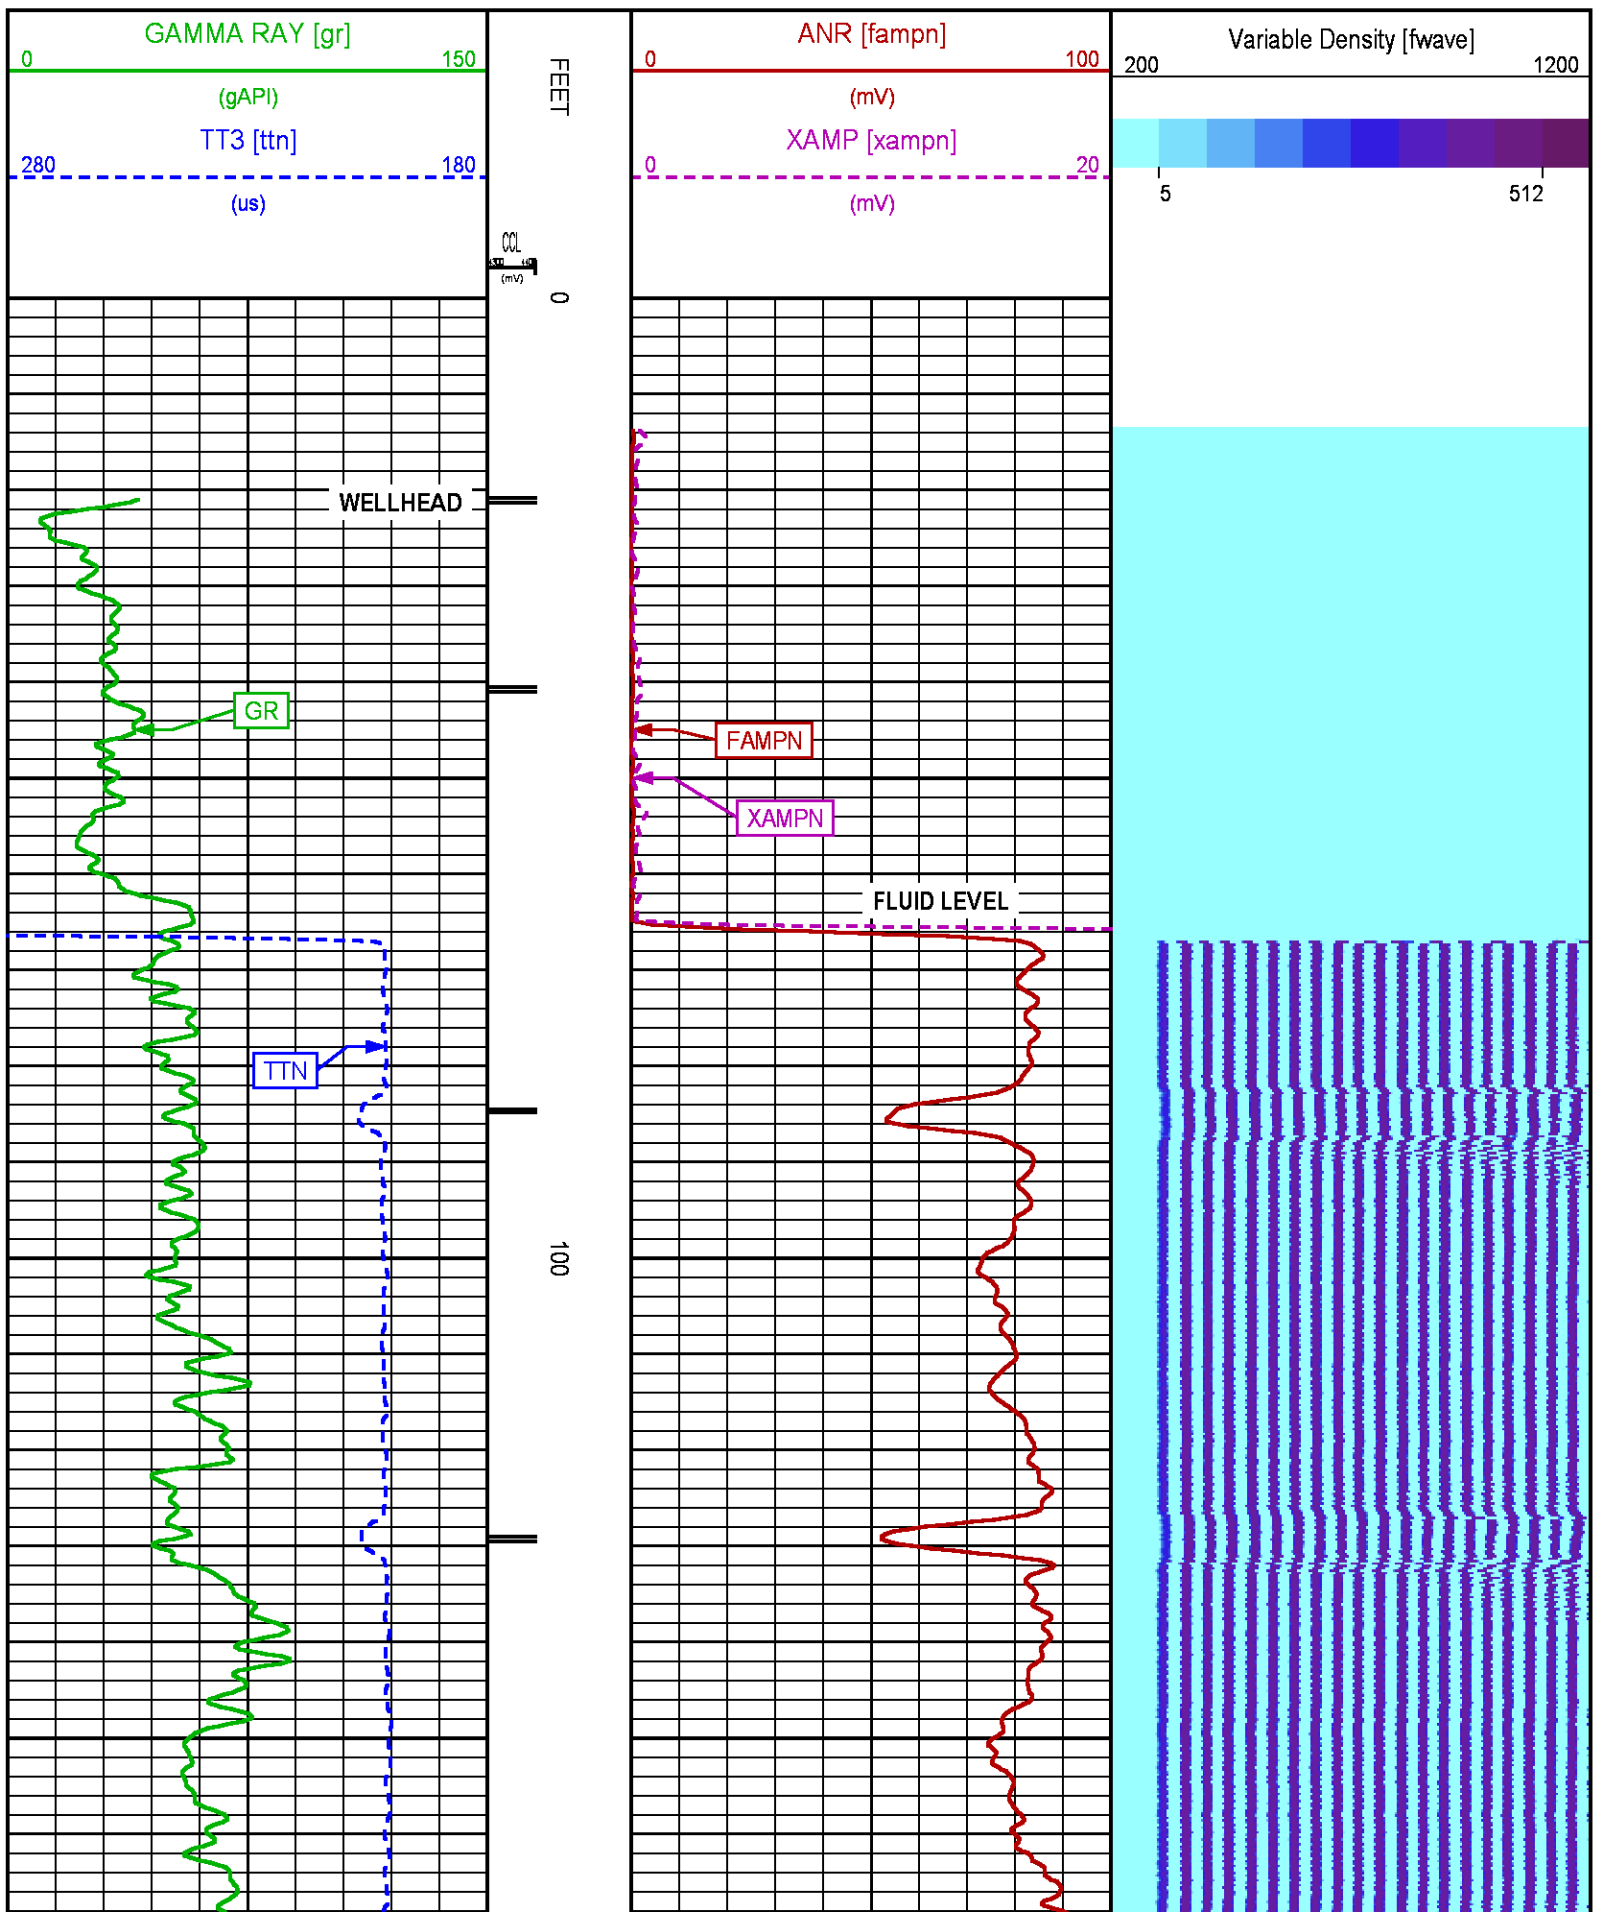 GAMMA RAY [gr]
0 150
(gAPI)
TT3 [ttn]
280 180
(us)
FEET
CCL
(mV)
ANR [fampn]
0 100
(mV)
XAMP [xampn]
0 20
(mV)
Variable Density [fwave]
200 1200
5 512
0
WELLHEAD
GR
FAMPN
XAMPN
FLUID LEVEL
TTN
100